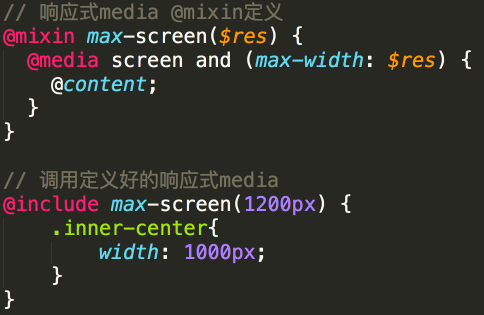 // 响应式media @mixin定义
@mixin max-screen($res) {
  @media screen and (max-width: $res) {
    @content;
  }
}

// 调用定义好的响应式media
@include max-screen(1200px) {
    .inner-center{
        width: 1000px;
    }
}